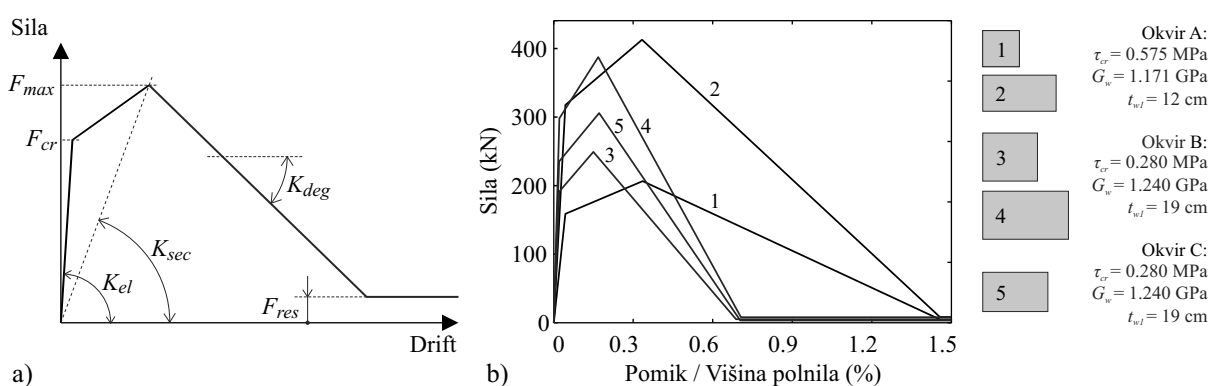 Sila
F_max
F_cr
K_deg
K_sec
K_el
F_res
Drift
a)
Sila (kN)
400
300
200
100
0
0
0.3
0.6
0.9
1.2
1.5
Pomik / Višina polnila (%)
2
5
4
3
1
b)
1
2
3
4
5
Okvir A:
τ_cr = 0.575 MPa
G_w = 1.171 GPa
t_w1 = 12 cm
Okvir B:
τ_cr = 0.280 MPa
G_w = 1.240 GPa
t_w1 = 19 cm
Okvir C:
τ_cr = 0.280 MPa
G_w = 1.240 GPa
t_w1 = 19 cm